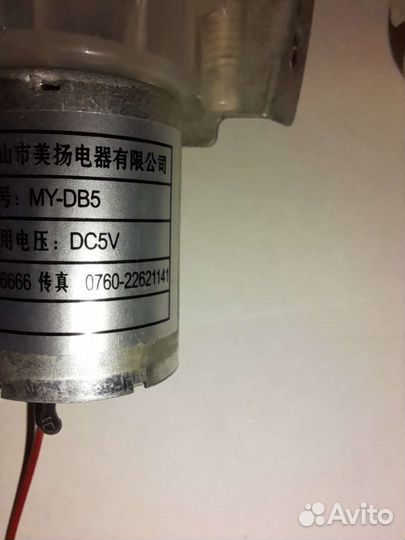 山市美扬电器有限公司
号: MY-DB5
用电压: DC5V
6666 传真 0760-22621141
Avito